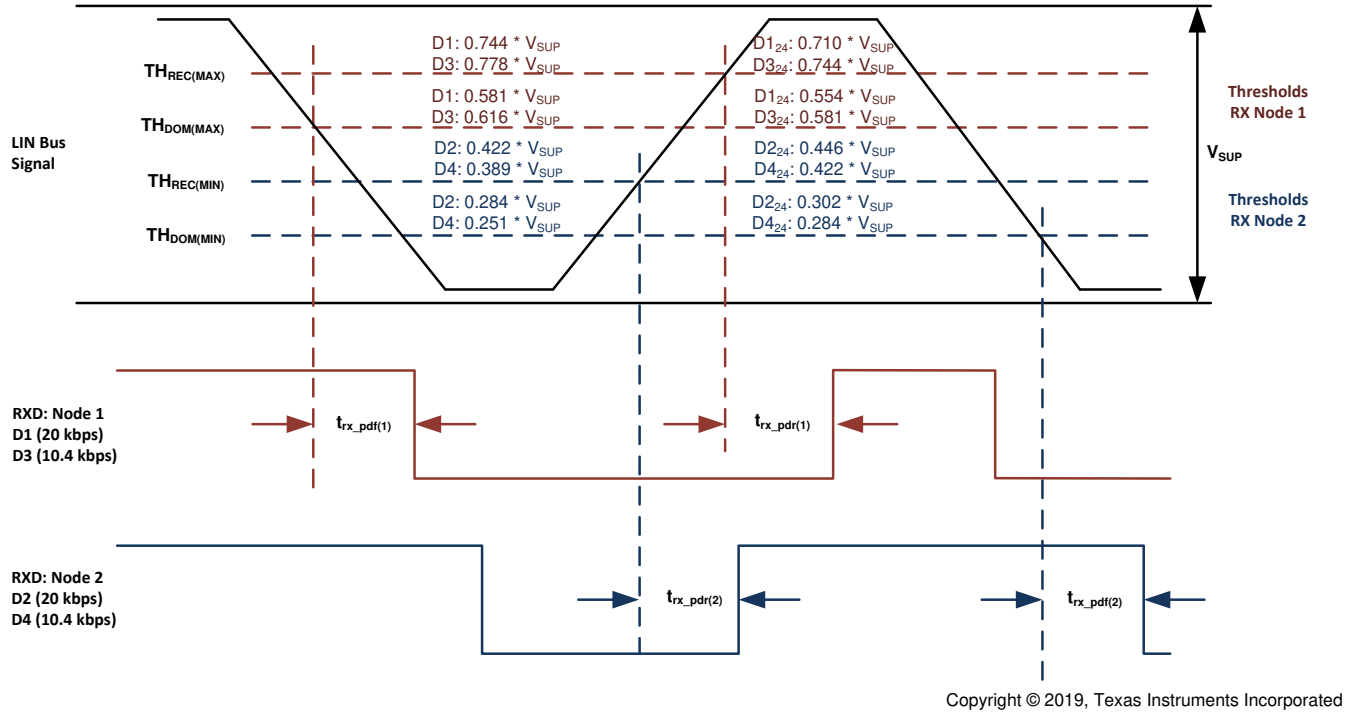 D1: 0.744 * VSUP
D3: 0.778 * VSUP
D124: 0.710 * VSUP
D324: 0.744 * VSUP
THREC(MAX)
D1: 0.581 * VSUP
D3: 0.616 * VSUP
D124: 0.554 * VSUP
D324: 0.581 * VSUP
Thresholds
RX Node 1
THDOM(MAX)
LIN Bus
Signal
D2: 0.422 * VSUP
D4: 0.389 * VSUP
D224: 0.446 * VSUP
D424: 0.422 * VSUP
VSUP
THREC(MIN)
D2: 0.284 * VSUP
D4: 0.251 * VSUP
D224: 0.302 * VSUP
D424: 0.284 * VSUP
Thresholds
RX Node 2
THDOM(MIN)
RXD: Node 1
D1 (20 kbps)
D3 (10.4 kbps)
trx_pdf(1)
trx_pdr(1)
RXD: Node 2
D2 (20 kbps)
D4 (10.4 kbps)
trx_pdr(2)
trx_pdf(2)
Copyright © 2019, Texas Instruments Incorporated